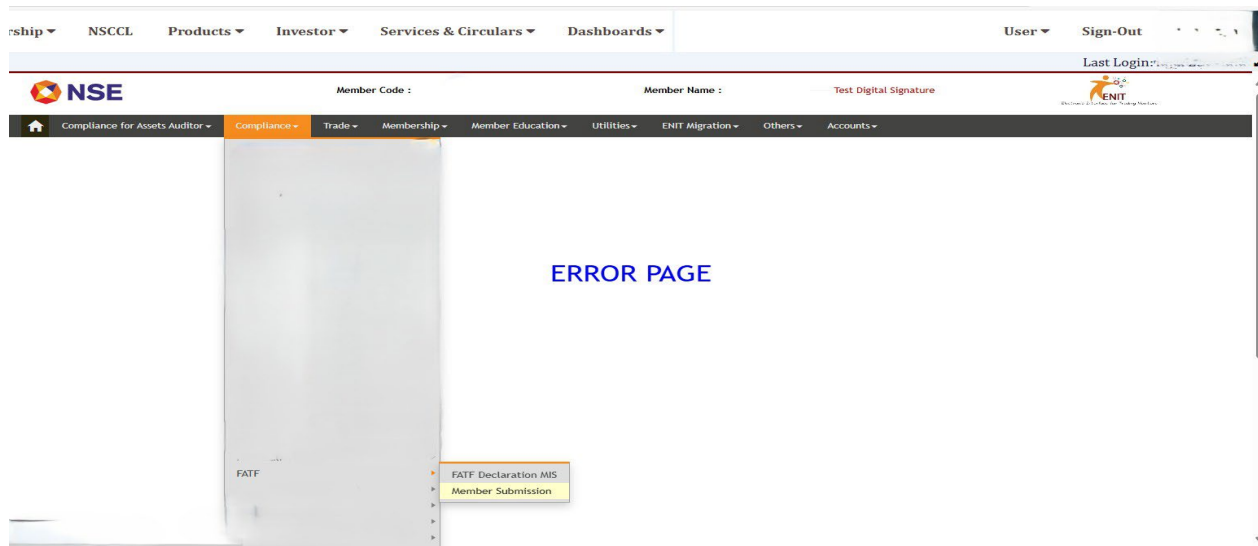 rship NSCCL Products Investor Services & Circulars Dashboards User Sign-Out
Last Login:
NSE Member Code : Member Name : Test Digital Signature ENIT
Compliance for Assets Auditor Compliance Trade Membership Member Education Utilities ENIT Migration Others Accounts
ERROR PAGE
FATF FATF Declaration MIS
Member Submission